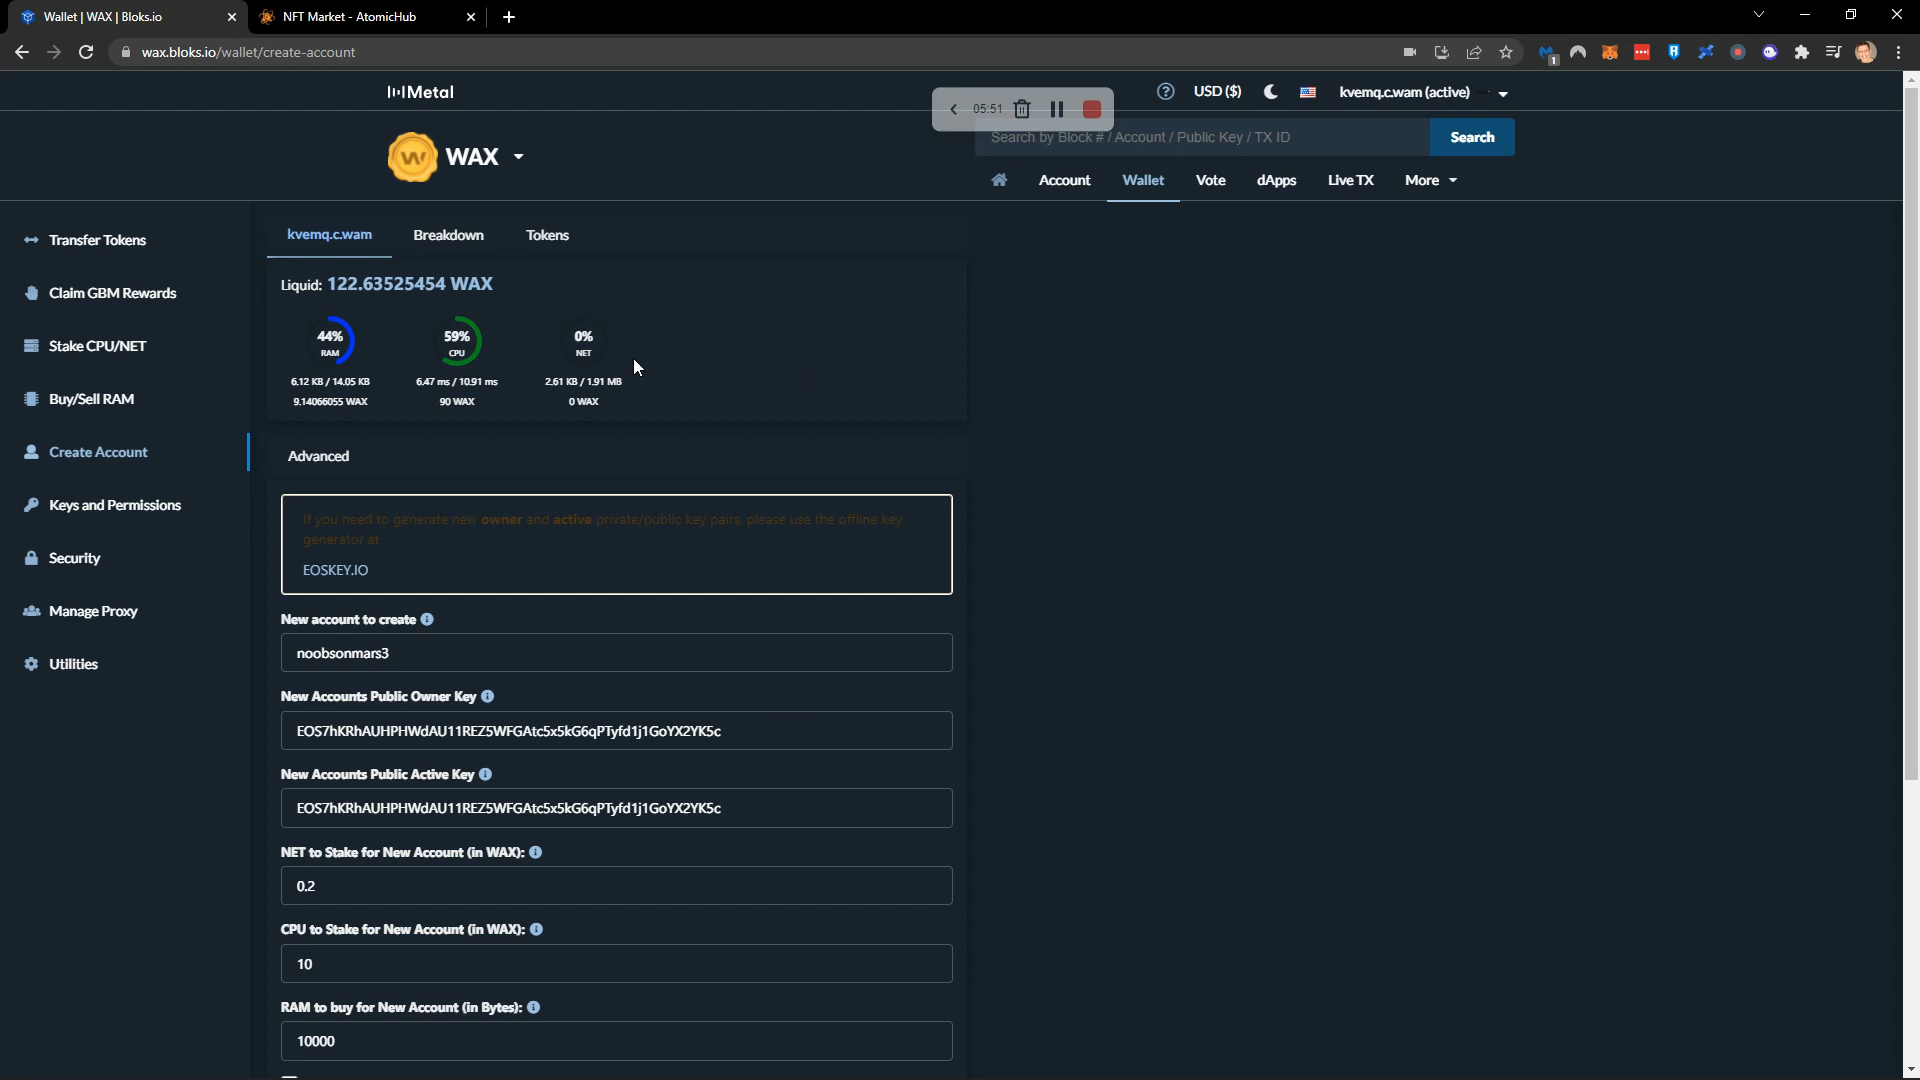 Wallet | WAX | Bloks.io
NFT Market - AtomicHub
wax.bloks.io/wallet/create-account
1
Metal
05:51
USD ($)
kvemq.c.wam (active)
WAX
Search by Block # / Account / Public Key / TX ID
Search
Account
Wallet
Vote
dApps
Live TX
More
Transfer Tokens
Claim GBM Rewards
Stake CPU/NET
Buy/Sell RAM
Create Account
Keys and Permissions
Security
Manage Proxy
Utilities
kvemq.c.wam
Breakdown
Tokens
Liquid: 122.63525454 WAX
44%
RAM
6.12 KB / 14.05 KB
9.14066055 WAX
59%
CPU
6.47 ms / 10.91 ms
90 WAX
0%
NET
2.61 KB / 1.91 MB
0 WAX
Advanced
If you need to generate new owner and active private/public key pairs, please use the offline key
generator at
EOSKEY.IO
New account to create
noobsonmars3
New Accounts Public Owner Key
EOS7hKRhAUHPHWdAU11REZ5WFGAtc5x5kG6qPTyfd1j1GoYX2YK5c
New Accounts Public Active Key
EOS7hKRhAUHPHWdAU11REZ5WFGAtc5x5kG6qPTyfd1j1GoYX2YK5c
NET to Stake for New Account (in WAX):
0.2
CPU to Stake for New Account (in WAX):
10
RAM to buy for New Account (in Bytes):
10000